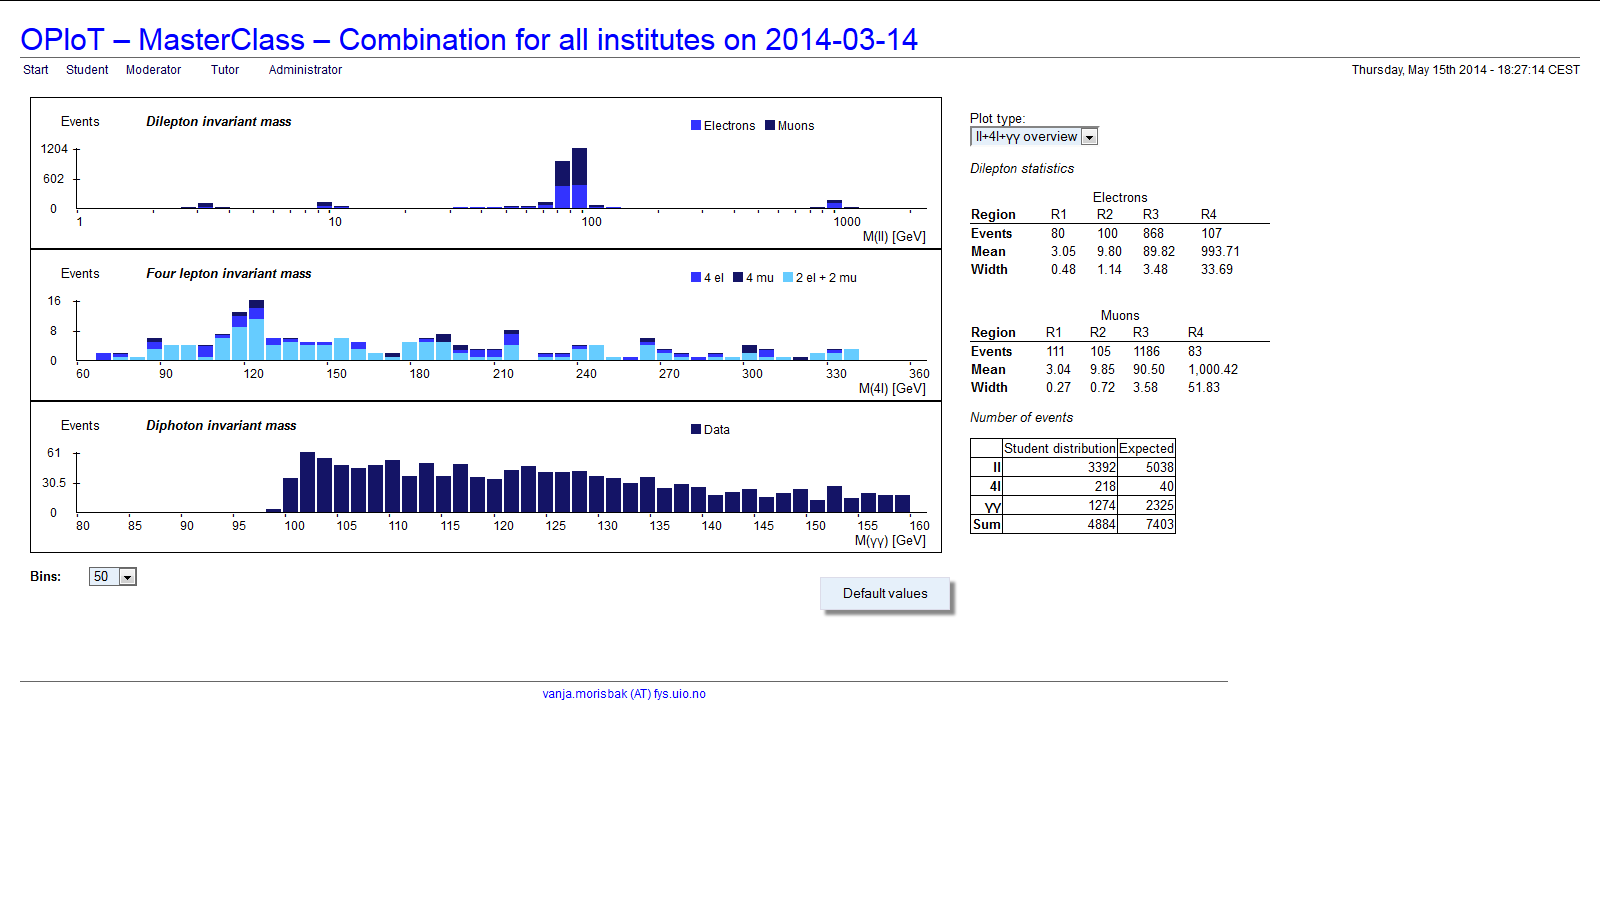 OPloT – MasterClass – Combination for all institutes on 2014-03-14
Start Student Moderator Tutor Administrator Thursday, May 15th 2014 - 18:27:14 CEST
Events Dilepton invariant mass Electrons Muons
1204
602
0
1 10 100 1000
M(ll) [GeV]
Events Four lepton invariant mass 4 el 4 mu 2 el + 2 mu
16
8
0
60 90 120 150 180 210 240 270 300 330 360
M(4l) [GeV]
Events Diphoton invariant mass Data
61
30.5
0
80 85 90 95 100 105 110 115 120 125 130 135 140 145 150 155 160
M(γγ) [GeV]
Bins: 50
Default values
Plot type:
ll+4l+γγ overview
Dilepton statistics
Electrons
Region R1 R2 R3 R4
Events 80 100 868 107
Mean 3.05 9.80 89.82 993.71
Width 0.48 1.14 3.48 33.69
Muons
Region R1 R2 R3 R4
Events 111 105 1186 83
Mean 3.04 9.85 90.50 1,000.42
Width 0.27 0.72 3.58 51.83
Number of events
Student distribution Expected
ll 3392 5038
4l 218 40
γγ 1274 2325
Sum 4884 7403
vanja.morisbak (AT) fys.uio.no